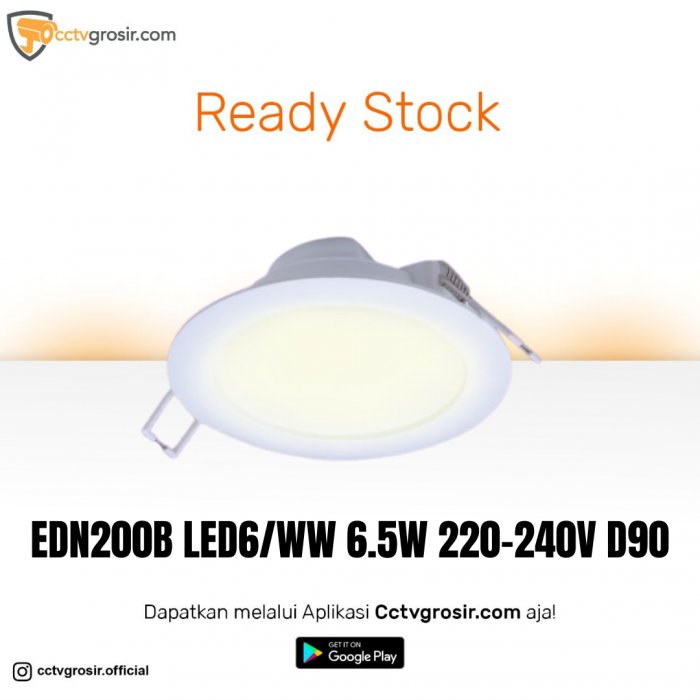 cctvgrosir.com
Ready Stock
EDN200B LED6/WW 6.5W 220-240V D90
Dapatkan melalui Aplikasi Cctvgrosir.com aja!
GET IT ON
Google Play
cctvgrosir.official